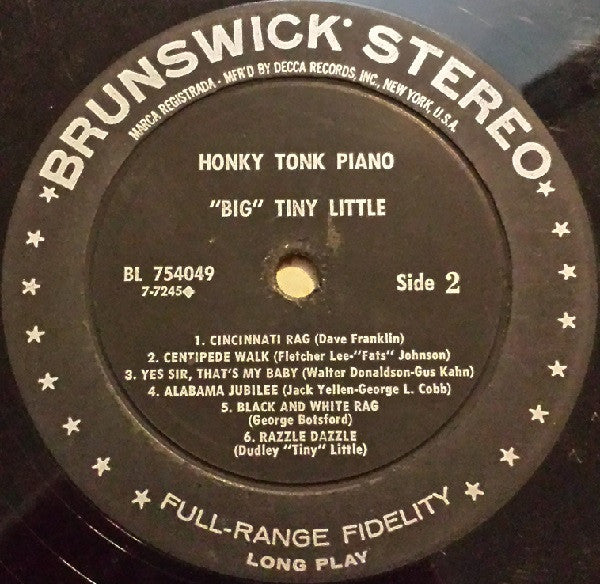 BRUNSWICK® STEREO
MARCA REGISTRADA - MFR'D BY DECCA RECORDS, INC., NEW YORK, U.S.A.
HONKY TONK PIANO
"BIG" TINY LITTLE
BL 754049
7-7245
Side 2
1. CINCINNATI RAG (Dave Franklin)
2. CENTIPEDE WALK (Fletcher Lee-"Fats" Johnson)
3. YES SIR, THAT'S MY BABY (Walter Donaldson-Gus Kahn)
4. ALABAMA JUBILEE (Jack Yellen-George L. Cobb)
5. BLACK AND WHITE RAG
(George Botsford)
6. RAZZLE DAZZLE
(Dudley "Tiny" Little)
FULL-RANGE FIDELITY
LONG PLAY